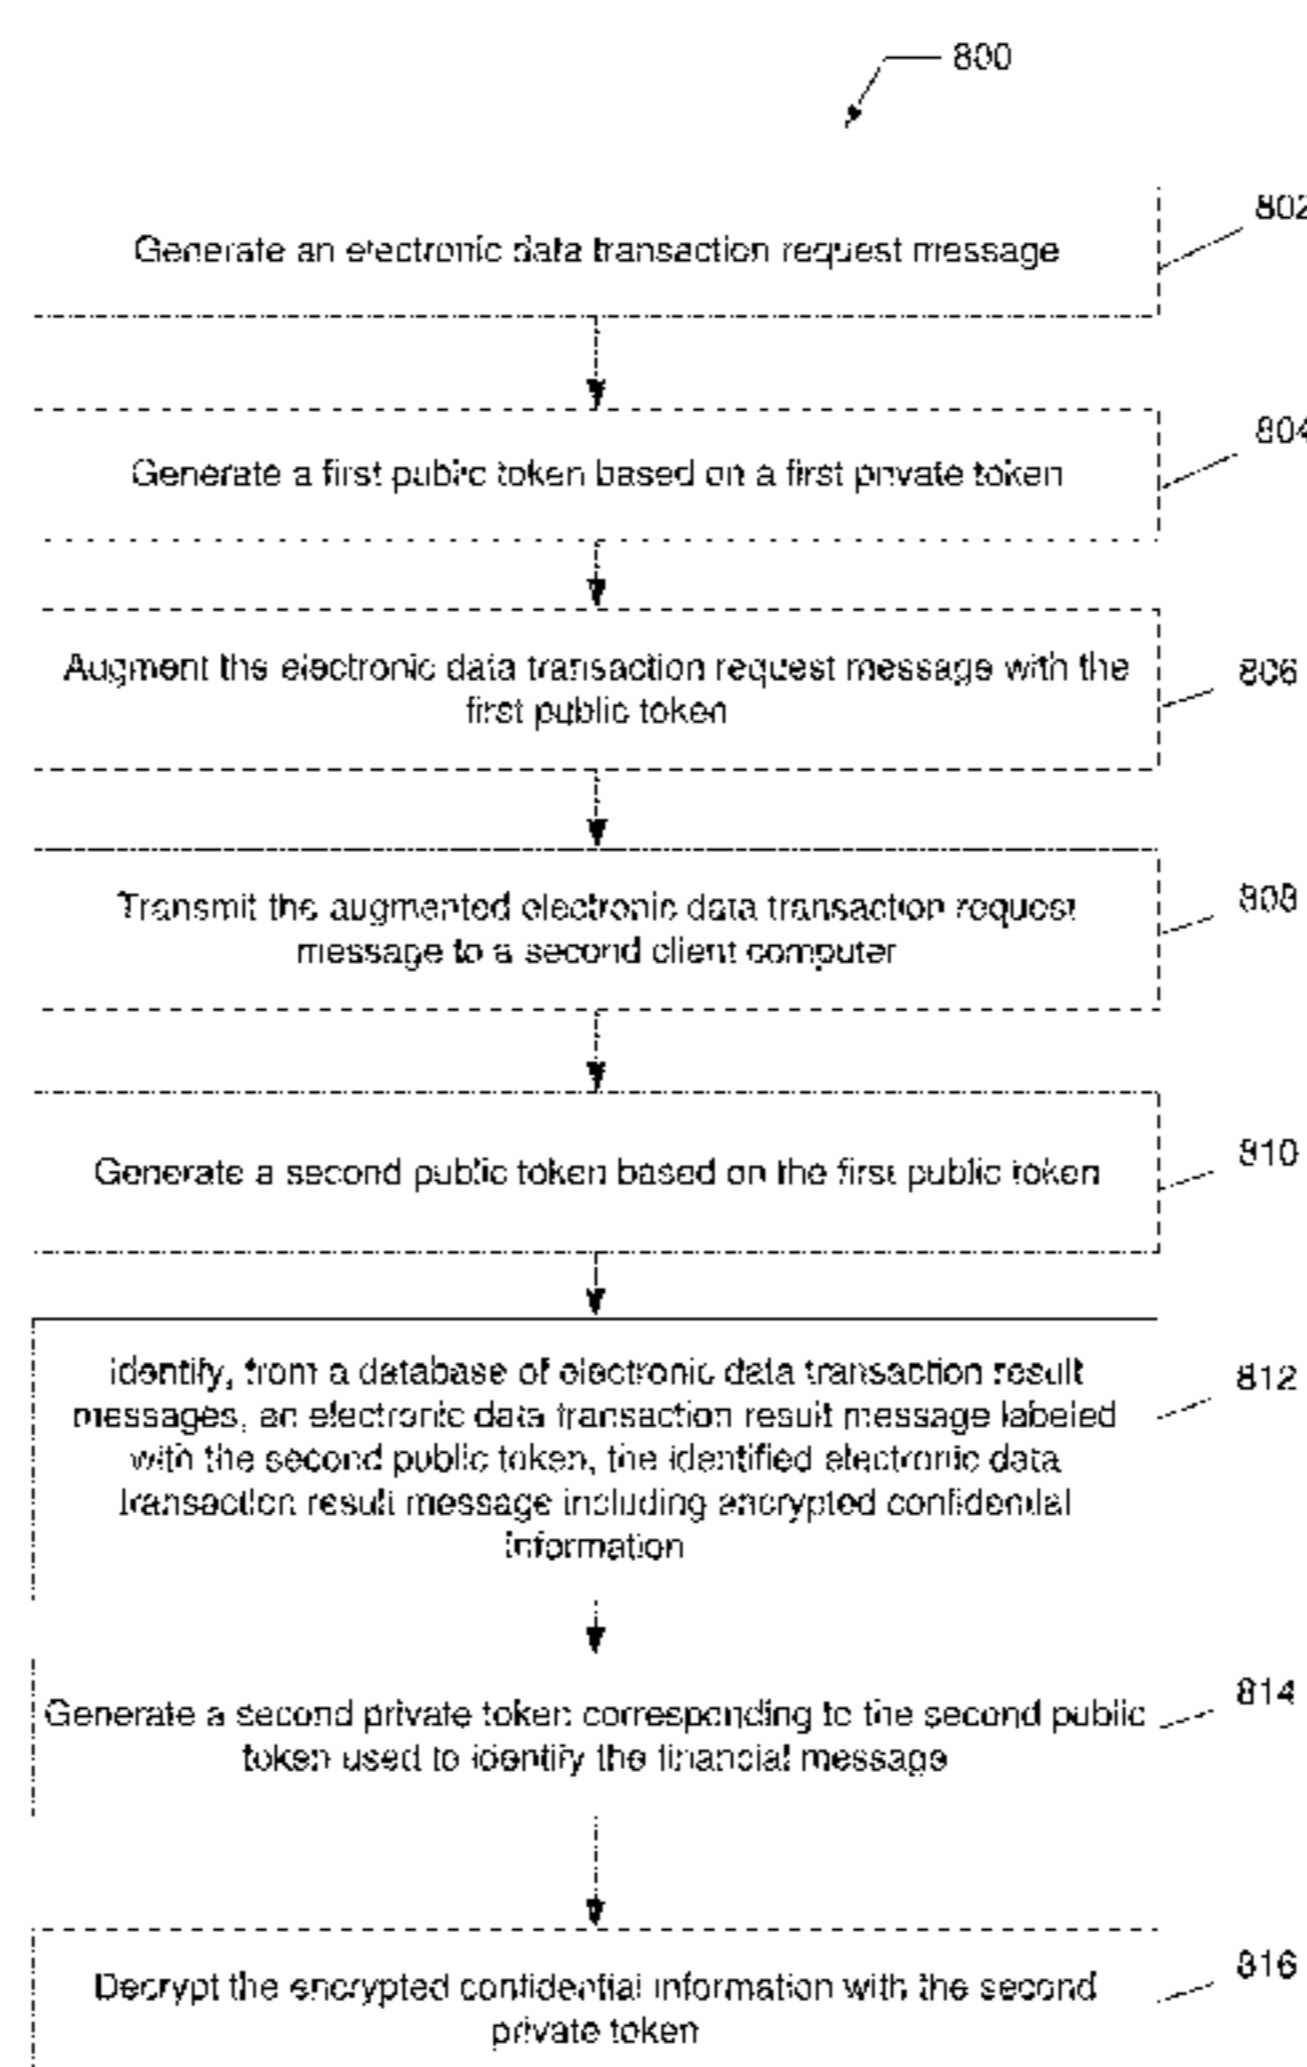 800
802
Generate an electronic data transaction request message
804
Generate a first public token based on a first private token
806
Augment the electronic data transaction request message with the
first public token
808
Transmit the augmented electronic data transaction request
message to a second client computer
810
Generate a second public token based on the first public token
812
identify, from a database of electronic data transaction result
messages, an electronic data transaction result message labeled
with the second public token, the identified electronic data
transaction result message including encrypted confidential
information
814
Generate a second private token corresponding to the second public
token used to identify the financial message
816
Decrypt the encrypted confidential information with the second
private token